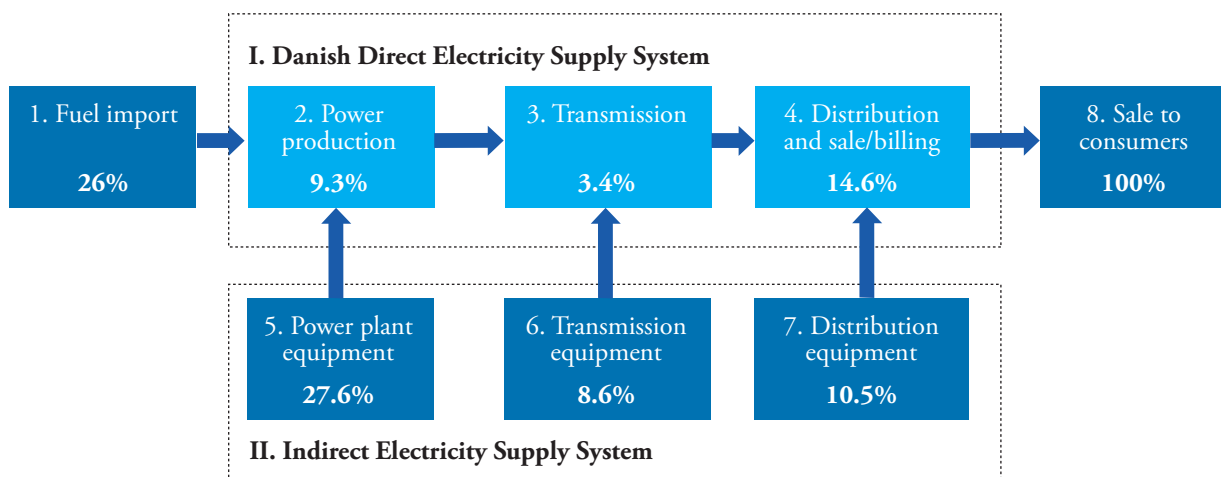 I. Danish Direct Electricity Supply System
1. Fuel import
26%
2. Power
production
9.3%
3. Transmission
3.4%
4. Distribution
and sale/billing
14.6%
8. Sale to
consumers
100%
5. Power plant
equipment
27.6%
6. Transmission
equipment
8.6%
7. Distribution
equipment
10.5%
II. Indirect Electricity Supply System